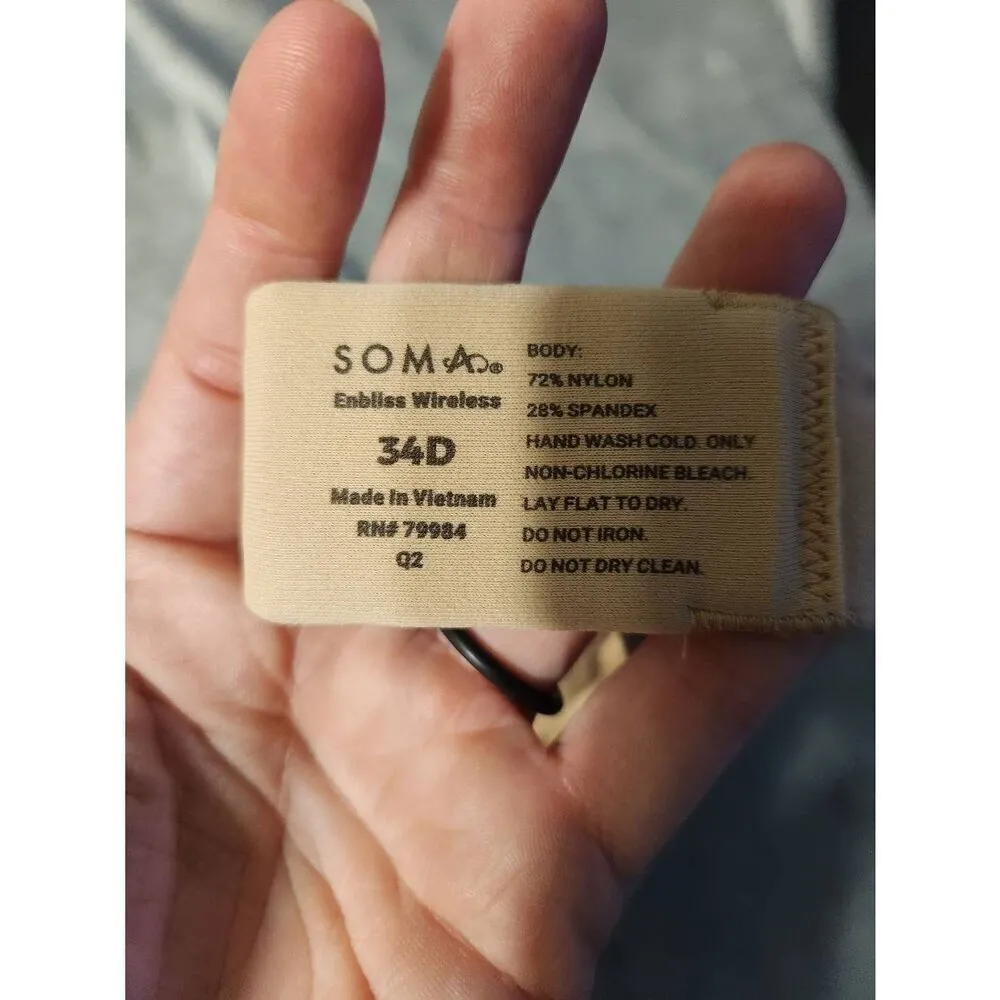 SOMA®
Enbliss Wireless
34D
Made in Vietnam
RN# 79984
Q2
BODY:
72% NYLON
28% SPANDEX
HAND WASH COLD. ONLY
NON-CHLORINE BLEACH.
LAY FLAT TO DRY.
DO NOT IRON.
DO NOT DRY CLEAN.